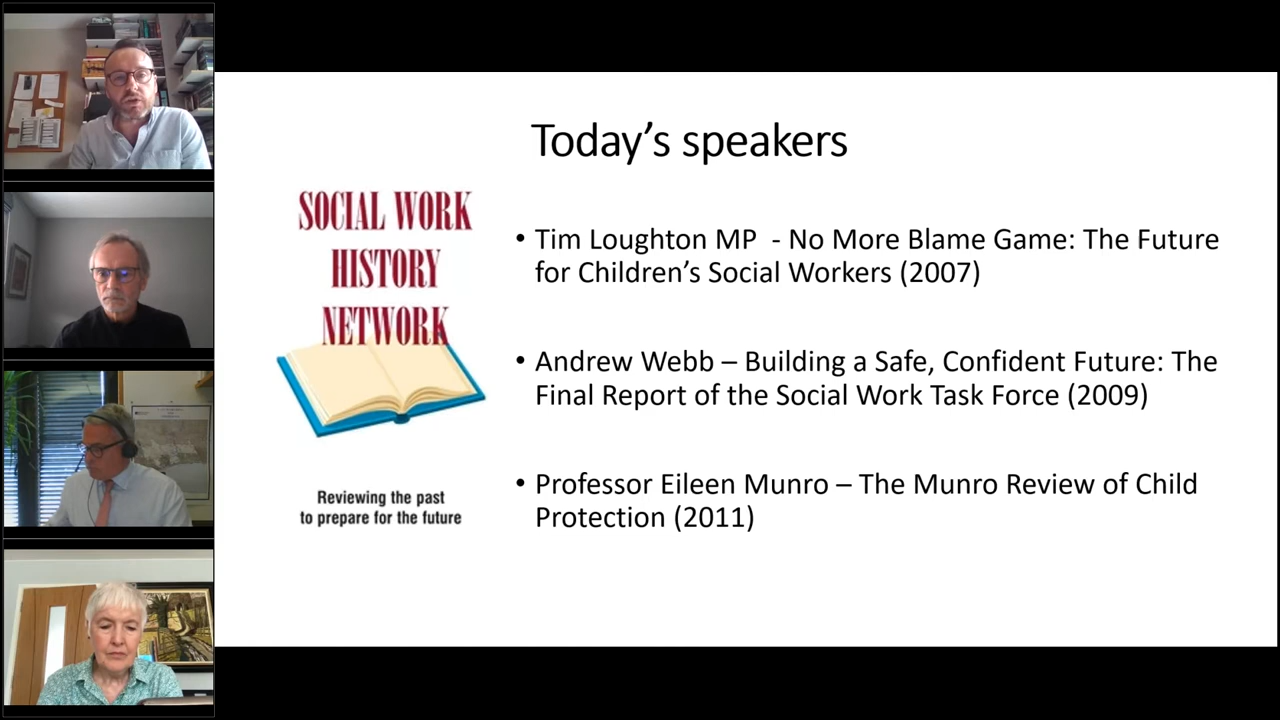 Today’s speakers
SOCIAL WORK
HISTORY
NETWORK
Reviewing the past
to prepare for the future
• Tim Loughton MP  - No More Blame Game: The Future
for Children’s Social Workers (2007)
• Andrew Webb – Building a Safe, Confident Future: The
Final Report of the Social Work Task Force (2009)
• Professor Eileen Munro – The Munro Review of Child
Protection (2011)